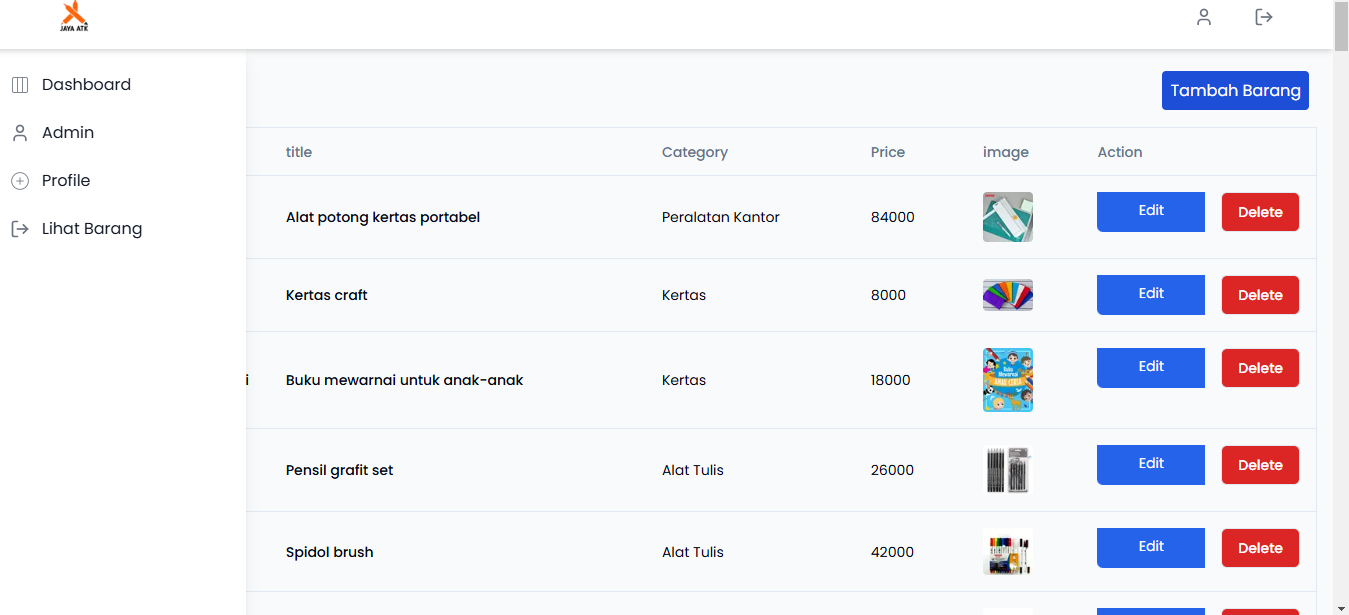 JAYA ATK
Dashboard
Admin
Profile
Lihat Barang
Tambah Barang
title Category Price image Action
Alat potong kertas portabel Peralatan Kantor 84000 Edit Delete
Kertas craft Kertas 8000 Edit Delete
i Buku mewarnai untuk anak-anak Kertas 18000 Buku Mewarnai Edit Delete
Pensil grafit set Alat Tulis 26000 Edit Delete
Spidol brush Alat Tulis 42000 Edit Delete